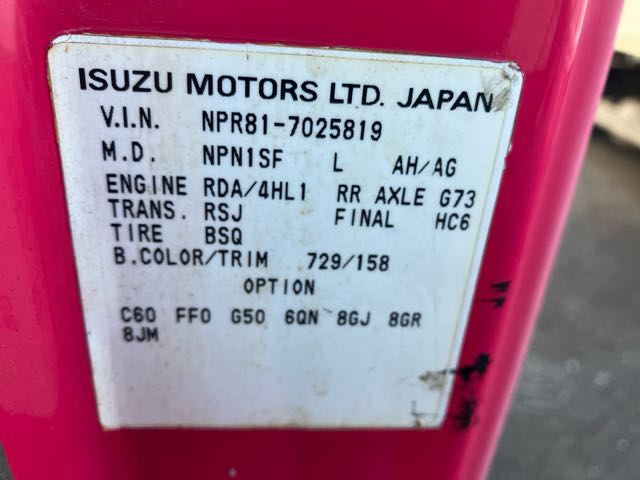 ISUZU MOTORS LTD. JAPAN
V.I.N. NPR81-7025819
M.D. NPN1SF L AH/AG
ENGINE RDA/4HL1 RR AXLE G73
TRANS. RSJ FINAL HC6
TIRE BSQ
B.COLOR/TRIM 729/158
OPTION
C60 FF0 G50 6QN 8GJ 8GR
8JM